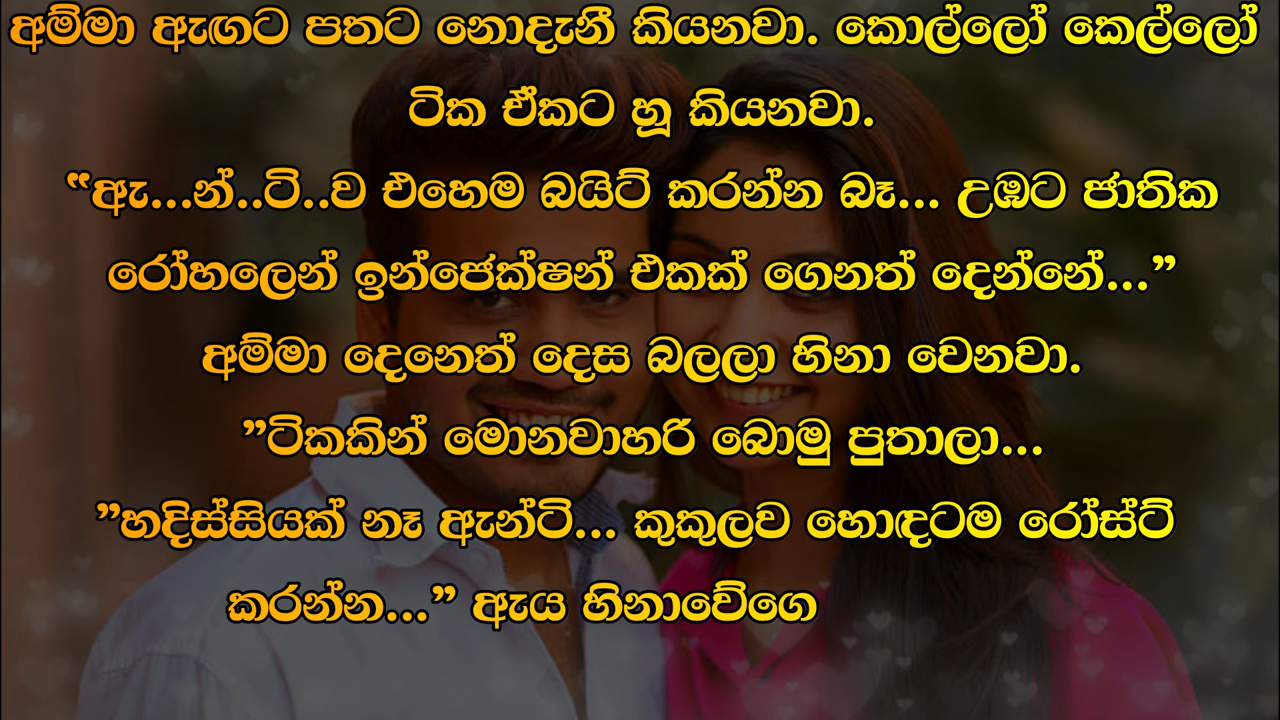 අම්මා ඇඟට පතට නොදැනී කියනවා. කොල්ලෝ කෙල්ලෝ
ටික ඒකට හූ කියනවා.
“ඇ...න්..ටි..ව එහෙම බයිට් කරන්න බෑ... උඹට ජාතික
රෝහලෙන් ඉන්ජෙක්ෂන් එකක් ගෙනත් දෙන්නේ...”
අම්මා දෙනෙත් දෙස බලලා හිනා වෙනවා.
”ටිකකින් මොනවාහරි බොමු පුතාලා...
”හදිස්සියක් නෑ ඇන්ටි... කුකුලව හොඳටම රෝස්ට්
කරන්න...” ඇය හිනාවේගෙ